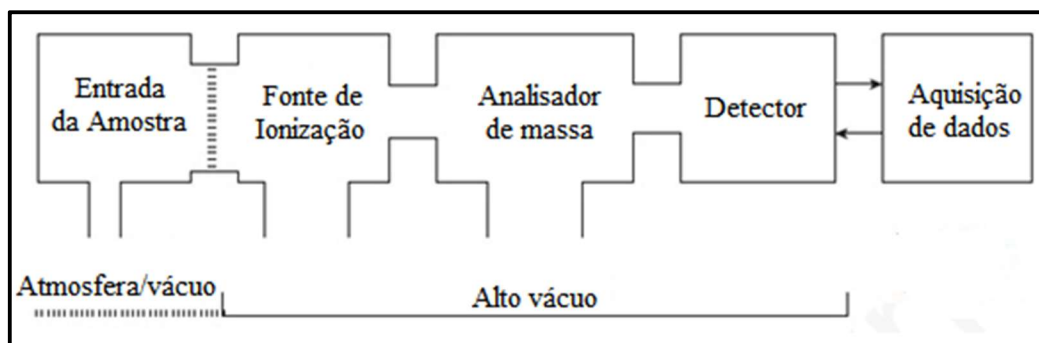 Entrada
da Amostra
Fonte de
Ionização
Analisador
de massa
Detector
Aquisição
de dados
Atmosfera/vácuo
Alto vácuo